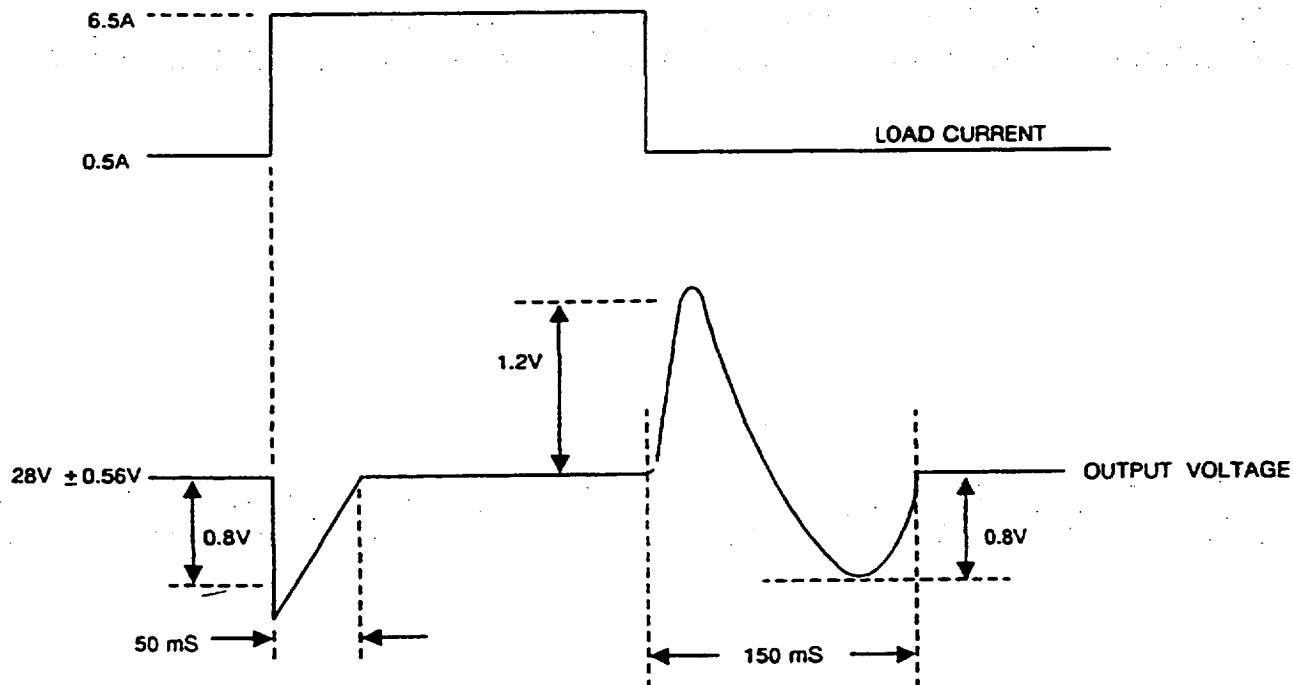 6.5A
LOAD CURRENT
0.5A
1.2V
28V ± 0.56V
OUTPUT VOLTAGE
0.8V
0.8V
50 mS
150 mS